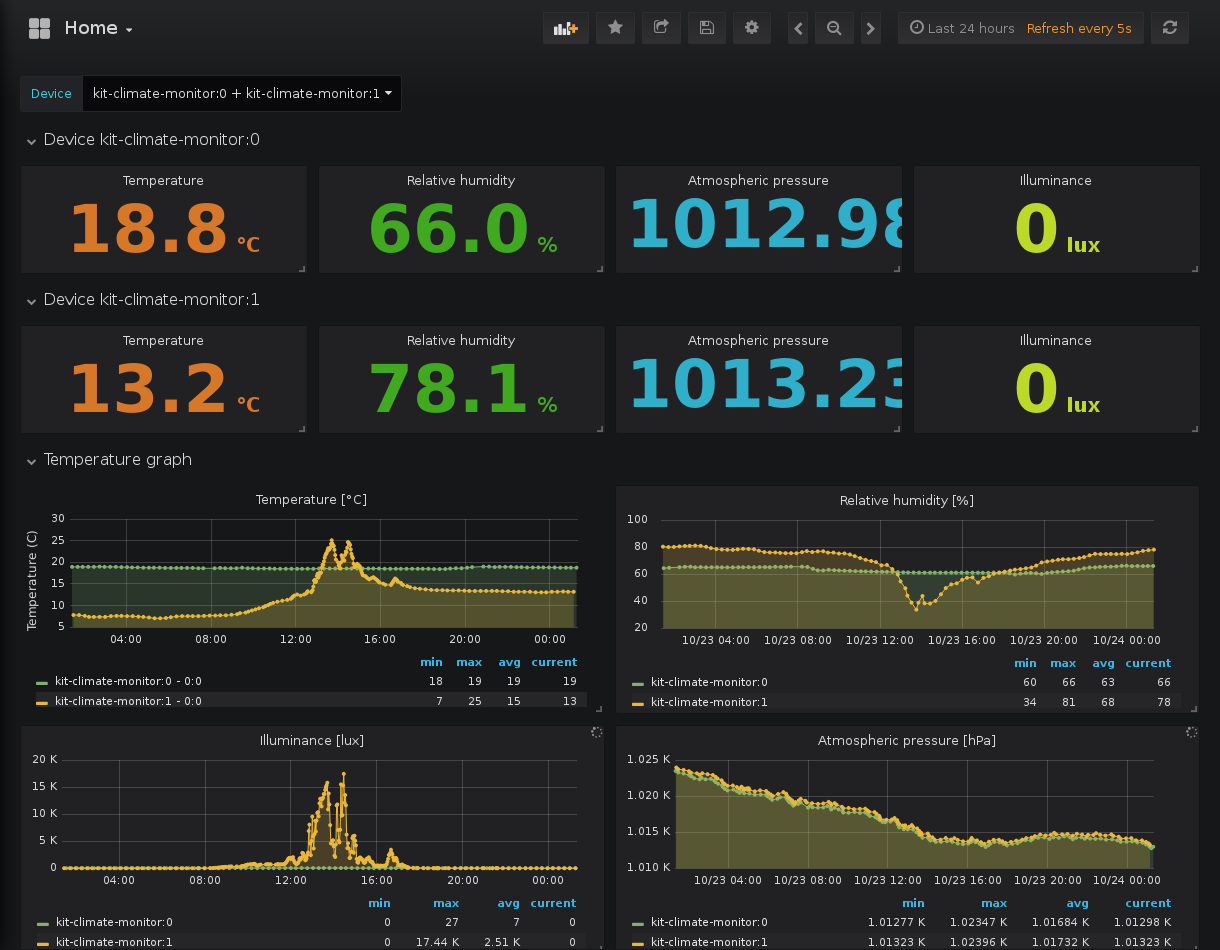 Home
Last 24 hours Refresh every 5s
Device kit-climate-monitor:0 + kit-climate-monitor:1
Device kit-climate-monitor:0
Temperature Relative humidity Atmospheric pressure Illuminance
18.8 °C 66.0 % 1012.98 0 lux
Device kit-climate-monitor:1
Temperature Relative humidity Atmospheric pressure Illuminance
13.2 °C 78.1 % 1013.23 0 lux
Temperature graph
Temperature [°C]
Temperature (C)
30
25
20
15
10
5
04:00 08:00 12:00 16:00 20:00 00:00
min max avg current
kit-climate-monitor:0 - 0:0 18 19 19 19
kit-climate-monitor:1 - 0:0 7 25 15 13
Relative humidity [%]
100
80
60
40
20
10/23 04:00 10/23 08:00 10/23 12:00 10/23 16:00 10/23 20:00 10/24 00:00
min max avg current
kit-climate-monitor:0 60 66 63 66
kit-climate-monitor:1 34 81 68 78
Illuminance [lux]
20 K
15 K
10 K
5 K
0
04:00 08:00 12:00 16:00 20:00 00:00
min max avg current
kit-climate-monitor:0 0 27 7 0
kit-climate-monitor:1 0 17.44 K 2.51 K 0
Atmospheric pressure [hPa]
1.025 K
1.020 K
1.015 K
1.010 K
10/23 04:00 10/23 08:00 10/23 12:00 10/23 16:00 10/23 20:00 10/24 00:00
min max avg current
kit-climate-monitor:0 1.01277 K 1.02347 K 1.01684 K 1.01298 K
kit-climate-monitor:1 1.01323 K 1.02396 K 1.01732 K 1.01323 K